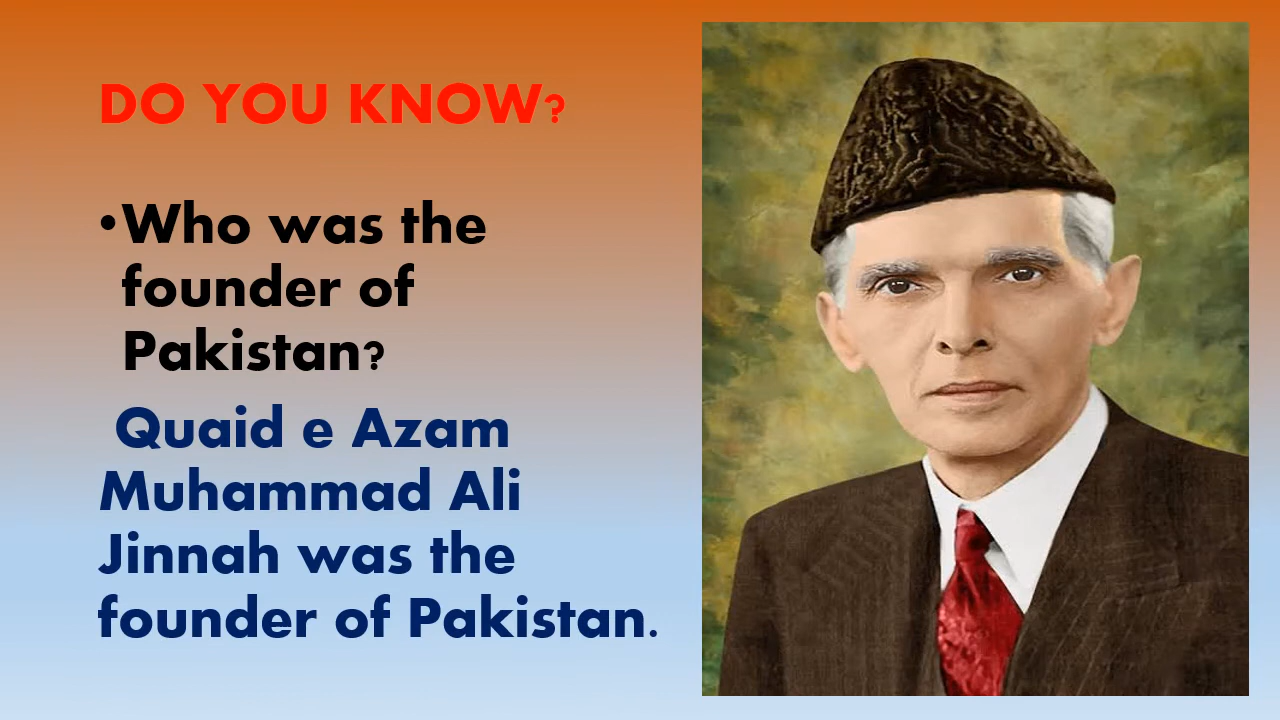 DO YOU KNOW?
•Who was the
founder of
Pakistan?
Quaid e Azam
Muhammad Ali
Jinnah was the
founder of Pakistan.